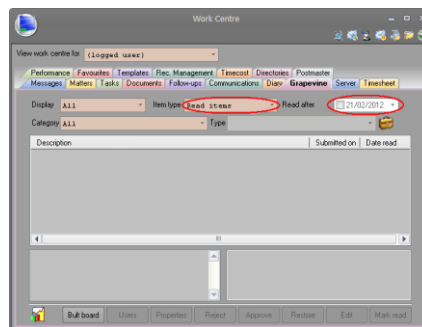 Work Centre
View work centre for (logged user)
Performance Favourites Templates Rec. Management Timecost Directories Postmaster
Messages Matters Tasks Documents Follow-ups Communications Diary Grapevine Server Timesheet
Display All Item type Read items Read after 21/02/2012
Category All Type
Description Submitted on Date read
Bull board Users Properties Reject Approve Restore Edit Mark read